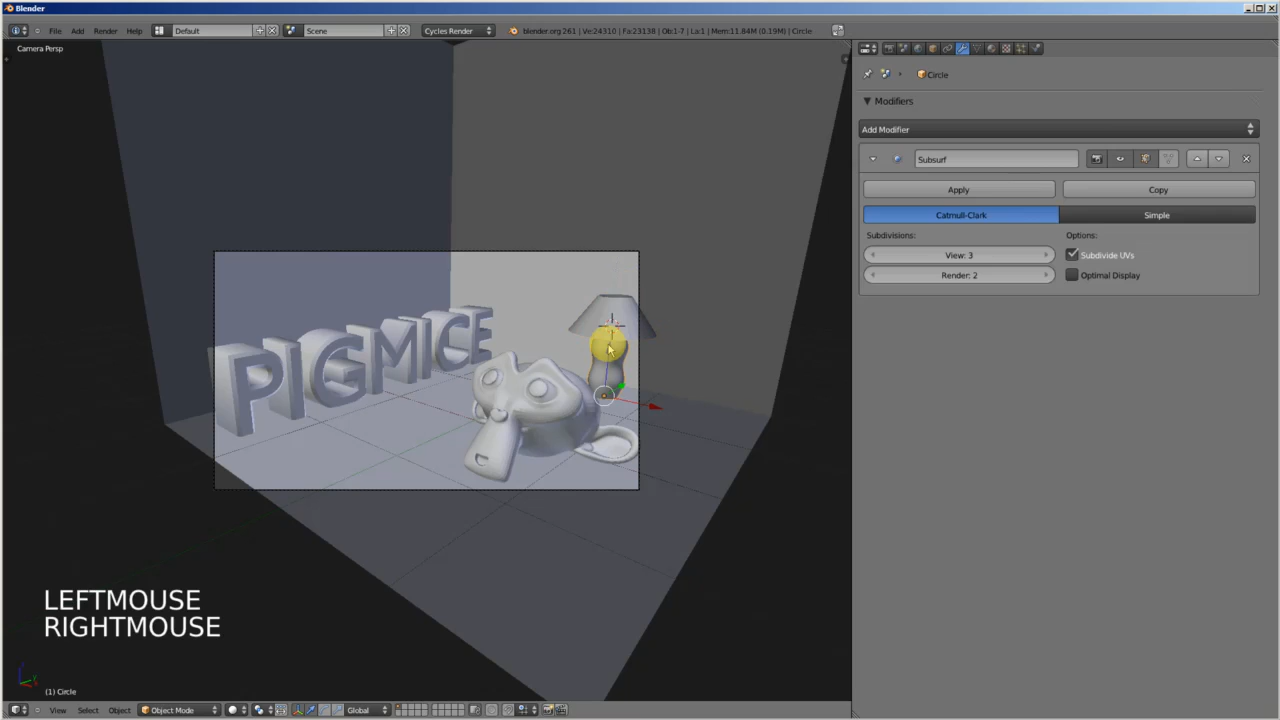 Blender
File Add Render Help Default Scene Cycles Render blender.org 261 | Ve:24310 | Fa:23138 | Ob:1-7 | La:1 | Mem:11.84M (0.19M) | Circle
Camera Persp
Circle
Modifiers
Add Modifier
Subsurf
Apply Copy
Catmull-Clark Simple
Subdivisions: Options:
View: 3 Subdivide UVs
Render: 2 Optimal Display
PIGMICE
LEFTMOUSE
RIGHTMOUSE
(1) Circle
View Select Object Object Mode Global